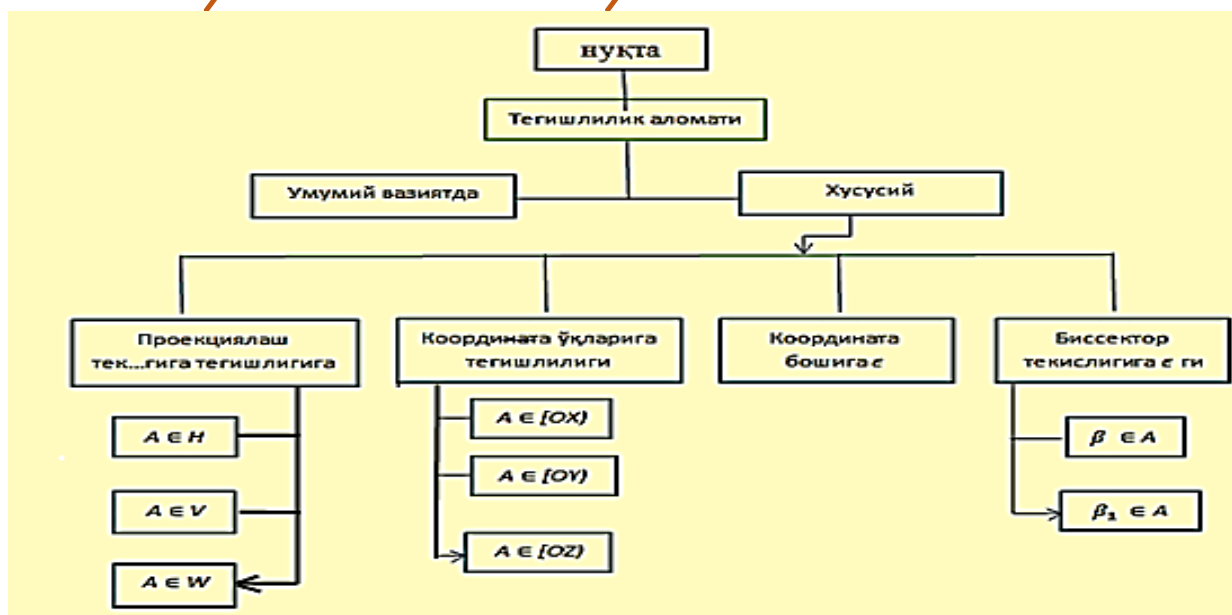 нуқта
Тегишлилик аломати
Умумий вазиятда
Хусусий
Проекциялаш
тек...гига тегишлигига
Координата ўқларига
тегишлилиги
Координата
бошига є
Биссектор
текислигига є ги
A ∈ H
A ∈ V
A ∈ W
A ∈ [OX)
A ∈ [OY)
A ∈ [OZ)
β ∈ A
β₁ ∈ A